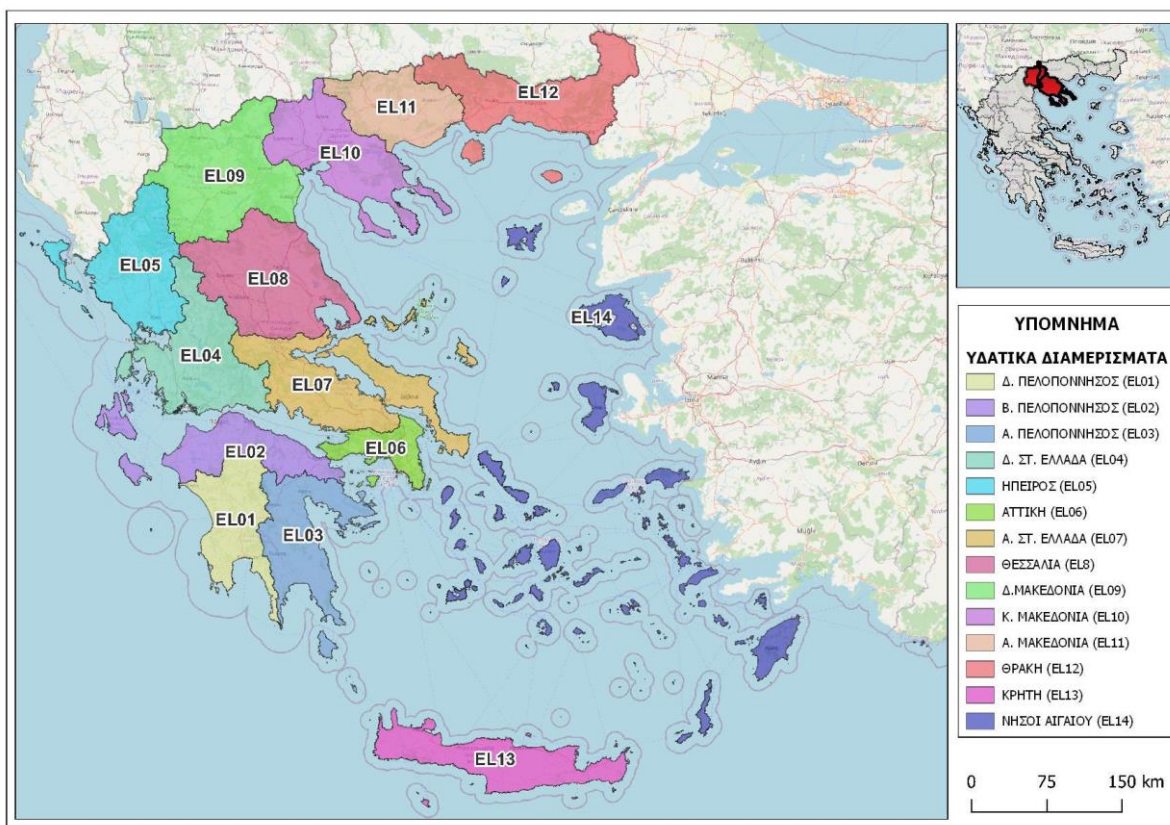 EL12
EL11
EL10
EL09
EL05
EL08
EL14
EL04
EL07
EL06
EL02
EL01
EL03
EL13
ΥΠΟΜΝΗΜΑ
ΥΔΑΤΙΚΑ ΔΙΑΜΕΡΙΣΜΑΤΑ
Δ. ΠΕΛΟΠΟΝΝΗΣΟΣ (EL01)
Β. ΠΕΛΟΠΟΝΝΗΣΟΣ (EL02)
Α. ΠΕΛΟΠΟΝΝΗΣΟΣ (EL03)
Δ. ΣΤ. ΕΛΛΑΔΑ (EL04)
ΗΠΕΙΡΟΣ (EL05)
ΑΤΤΙΚΗ (EL06)
Α. ΣΤ. ΕΛΛΑΔΑ (EL07)
ΘΕΣΣΑΛΙΑ (EL8)
Δ.ΜΑΚΕΔΟΝΙΑ (EL09)
Κ. ΜΑΚΕΔΟΝΙΑ (EL10)
Α. ΜΑΚΕΔΟΝΙΑ (EL11)
ΘΡΑΚΗ (EL12)
ΚΡΗΤΗ (EL13)
ΝΗΣΟΙ ΑΙΓΑΙΟΥ (EL14)
0 75 150 km